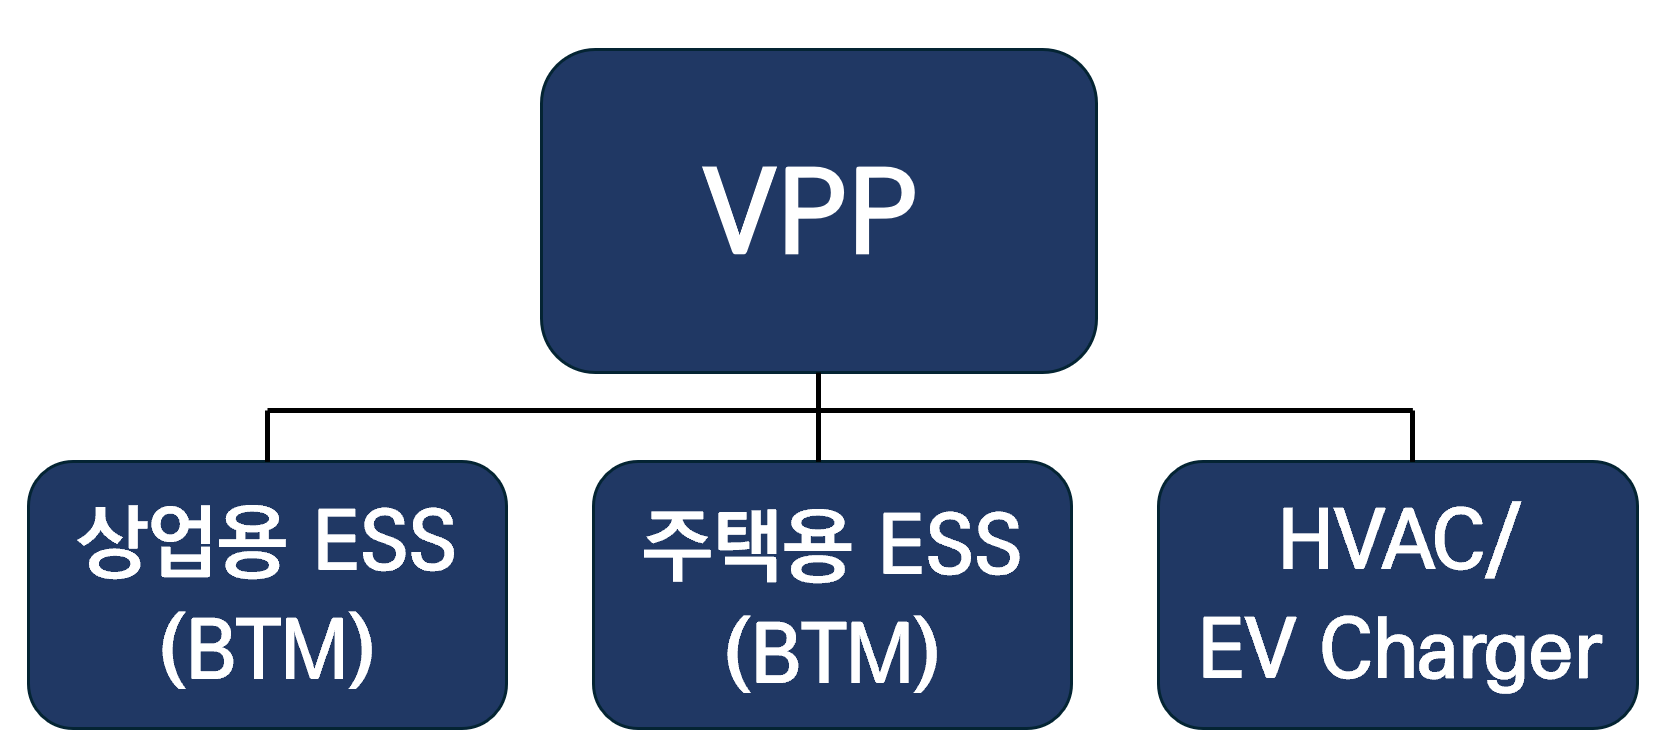 VPP
상업용 ESS
(BTM)
주택용 ESS
(BTM)
HVAC/
EV Charger